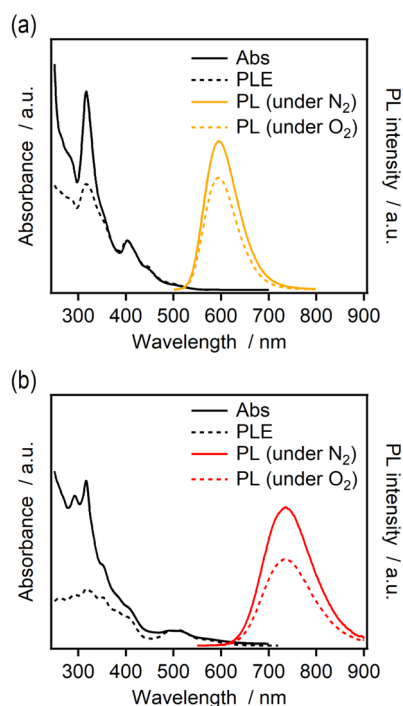 (a)
Abs
PLE
PL (under N₂)
PL (under O₂)
Absorbance / a.u.
PL intensity / a.u.
300 400 500 600 700 800 900
Wavelength / nm
(b)
Abs
PLE
PL (under N₂)
PL (under O₂)
Absorbance / a.u.
PL intensity / a.u.
300 400 500 600 700 800 900
Wavelength / nm